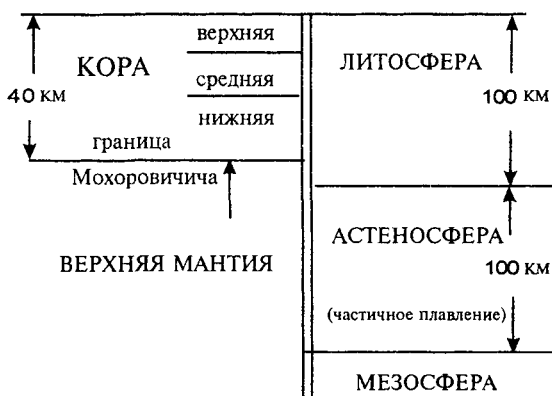 верхняя
КОРА
40 км
средняя
нижняя
граница
Мохоровичича
ВЕРХНЯЯ МАНТИЯ
ЛИТОСФЕРА
100 км
АСТЕНОСФЕРА
100 км
(частичное плавление)
МЕЗОСФЕРА